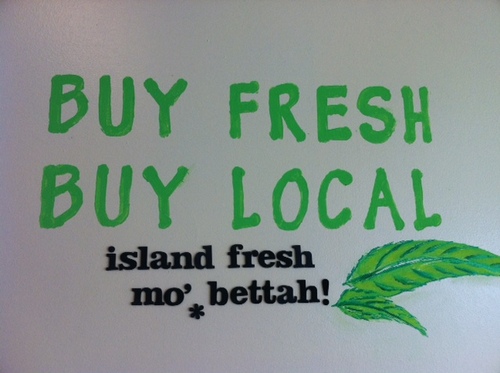 BUY FRESH
BUY LOCAL
island fresh
mo'* bettah!